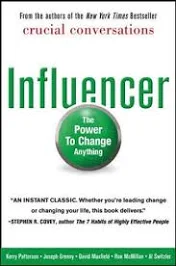 From the authors of the New York Times Bestseller
crucial conversations
Influencer
The
Power
To Change
Anything
"AN INSTANT CLASSIC. Whether you're leading change
or changing your life, this book delivers."
-STEPHEN R. COVEY, author THE 7 HABITS of HIGHLY EFFECTIVE PEOPLE
Kerry Patterson • Joseph Grenny • David Maxfield • Ron McMillan • Al Switzler